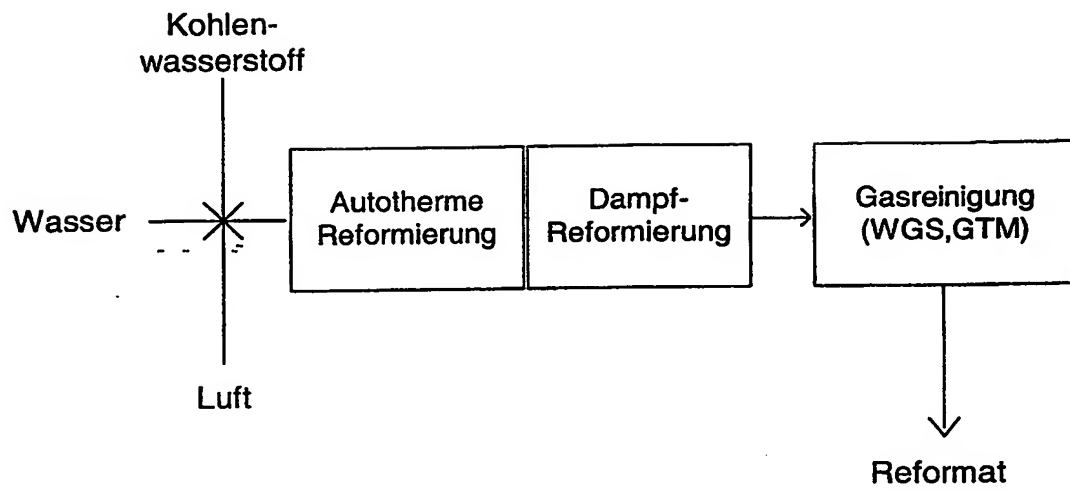 Kohlen-
wasserstoff
Wasser
Autotherme
Reformierung
Dampf-
Reformierung
Gasreinigung
(WGS,GTM)
Luft
Reformat